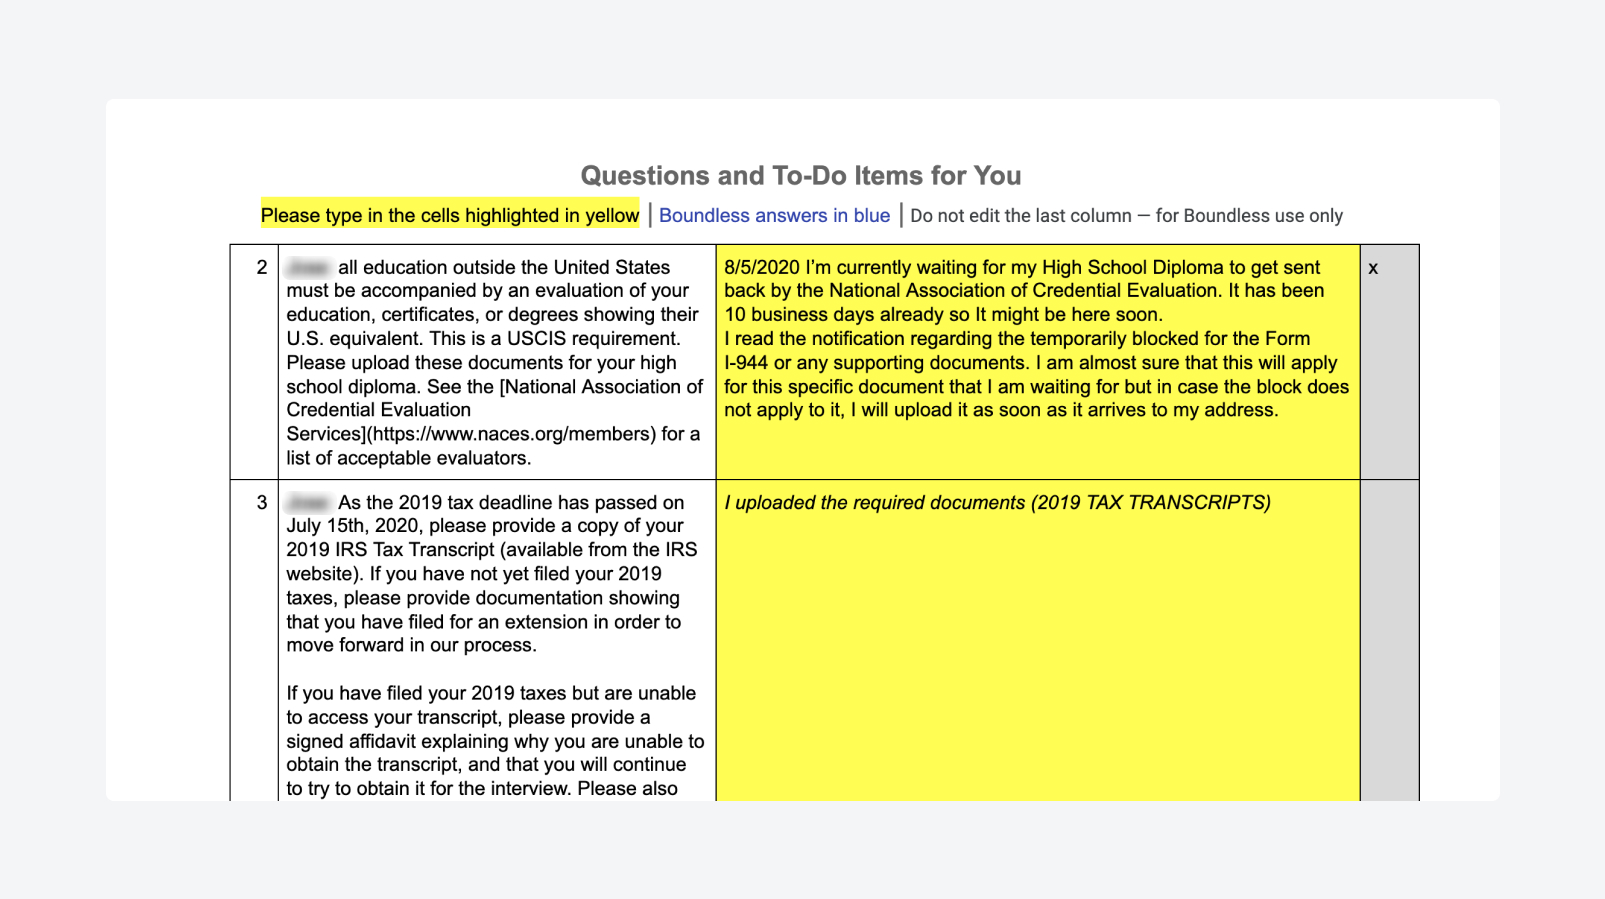 Questions and To-Do Items for You
Please type in the cells highlighted in yellow | Boundless answers in blue | Do not edit the last column — for Boundless use only
2
all education outside the United States
must be accompanied by an evaluation of your
education, certificates, or degrees showing their
U.S. equivalent. This is a USCIS requirement.
Please upload these documents for your high
school diploma. See the [National Association of
Credential Evaluation
Services](https://www.naces.org/members) for a
list of acceptable evaluators.
8/5/2020 I’m currently waiting for my High School Diploma to get sent
back by the National Association of Credential Evaluation. It has been
10 business days already so It might be here soon.
I read the notification regarding the temporarily blocked for the Form
I-944 or any supporting documents. I am almost sure that this will apply
for this specific document that I am waiting for but in case the block does
not apply to it, I will upload it as soon as it arrives to my address.
x
3
As the 2019 tax deadline has passed on
July 15th, 2020, please provide a copy of your
2019 IRS Tax Transcript (available from the IRS
website). If you have not yet filed your 2019
taxes, please provide documentation showing
that you have filed for an extension in order to
move forward in our process.
If you have filed your 2019 taxes but are unable
to access your transcript, please provide a
signed affidavit explaining why you are unable to
obtain the transcript, and that you will continue
to try to obtain it for the interview. Please also
I uploaded the required documents (2019 TAX TRANSCRIPTS)